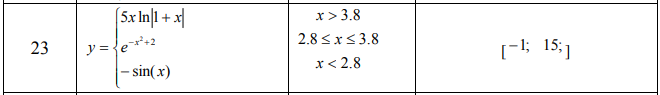 5x ln|1 + x| x > 3.8
23 y = { e^{-x²+2} 2.8 ≤ x ≤ 3.8 [−1; 15;]
− sin(x) x < 2.8